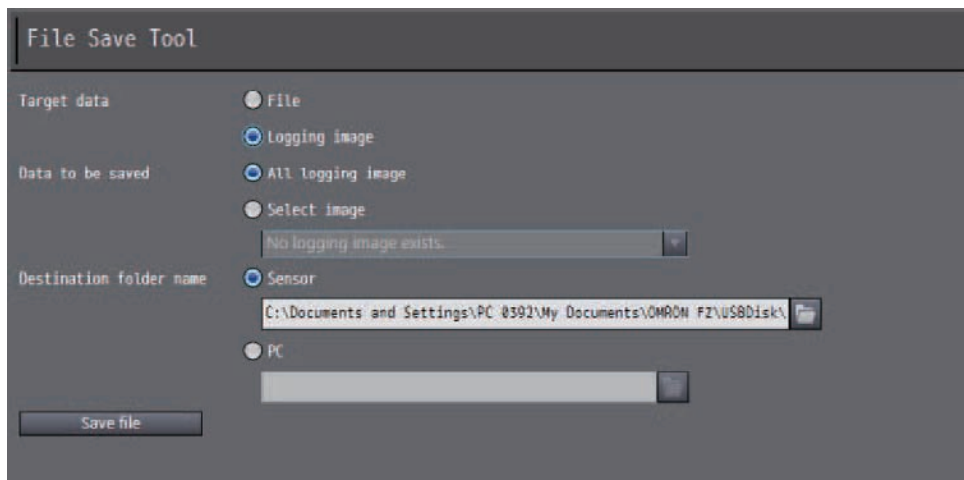 File Save Tool
Target data
File
Logging image
Data to be saved
All logging image
Select image
No logging image exists.
Destination folder name
Sensor
C:\Documents and Settings\PC 0392\My Documents\OMRON FZ\USBDisk\
PC
Save file